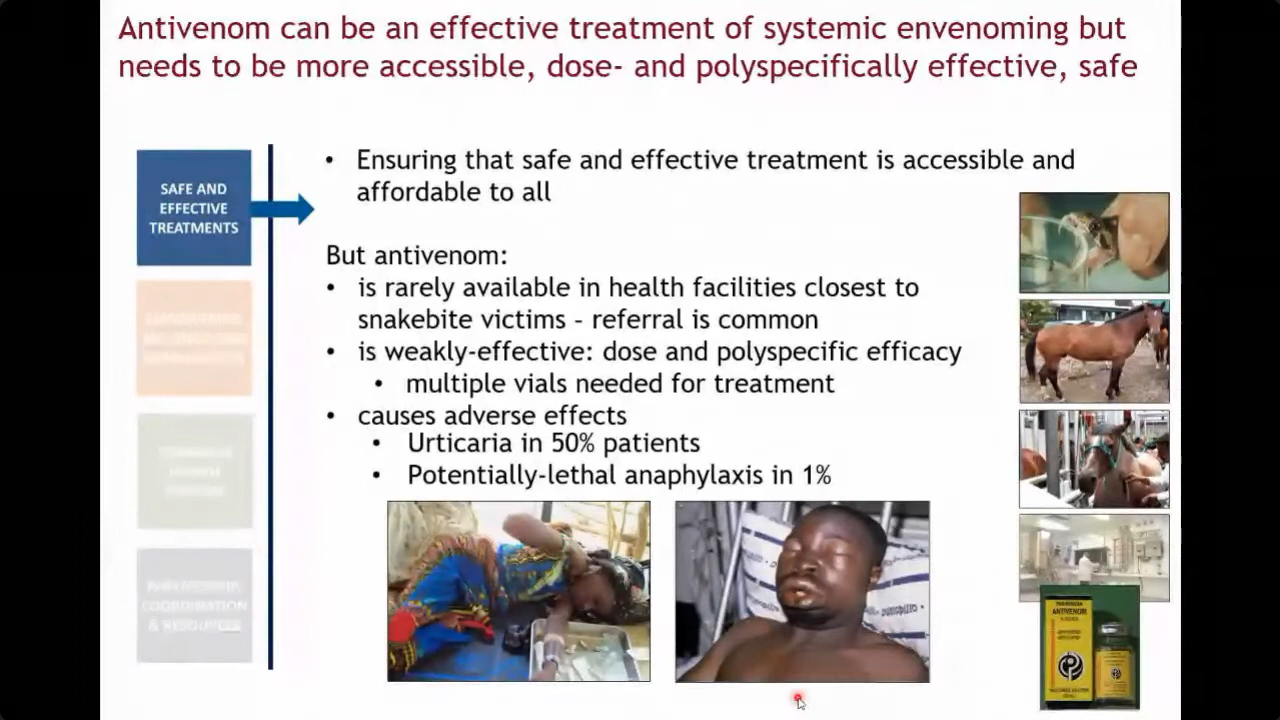 Antivenom can be an effective treatment of systemic envenoming but
needs to be more accessible, dose- and polyspecifically effective, safe
SAFE AND
EFFECTIVE
TREATMENTS
• Ensuring that safe and effective treatment is accessible and
affordable to all
But antivenom:
• is rarely available in health facilities closest to
snakebite victims – referral is common
• is weakly-effective: dose and polyspecific efficacy
• multiple vials needed for treatment
• causes adverse effects
• Urticaria in 50% patients
• Potentially-lethal anaphylaxis in 1%
COORDINATION
& RESOURCES
ANTIVENOM